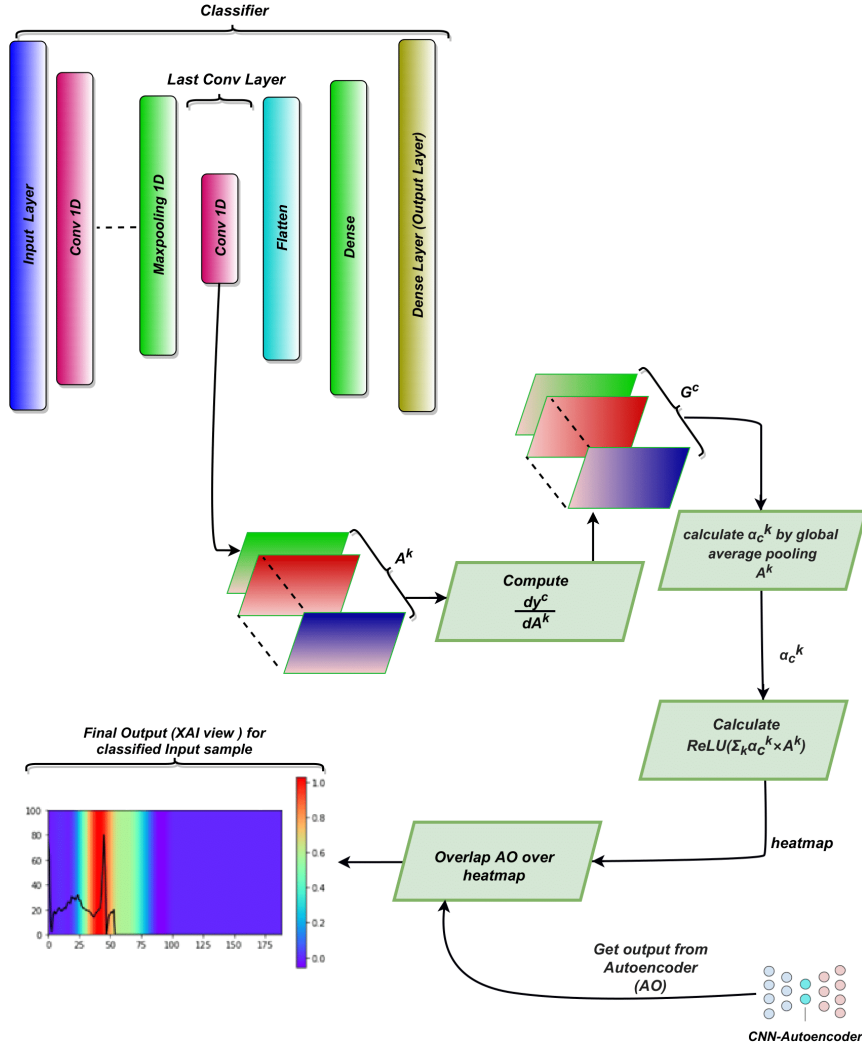 Classifier
Last Conv Layer
Input Layer
Conv 1D
Maxpooling 1D
Conv 1D
Flatten
Dense
Dense Layer (Output Layer)
G^c
calculate α_c^k by global
average pooling
A^k
A^k
Compute
dy^c
dA^k
α_c^k
Calculate
ReLU(Σ_k α_c^k × A^k)
Final Output (XAI view ) for
classified Input sample
100
80
60
40
20
0
0 25 50 75 100 125 150 175
1.0
0.8
0.6
0.4
0.2
0.0
Overlap AO over
heatmap
heatmap
Get output from
Autoencoder
(AO)
CNN-Autoencoder